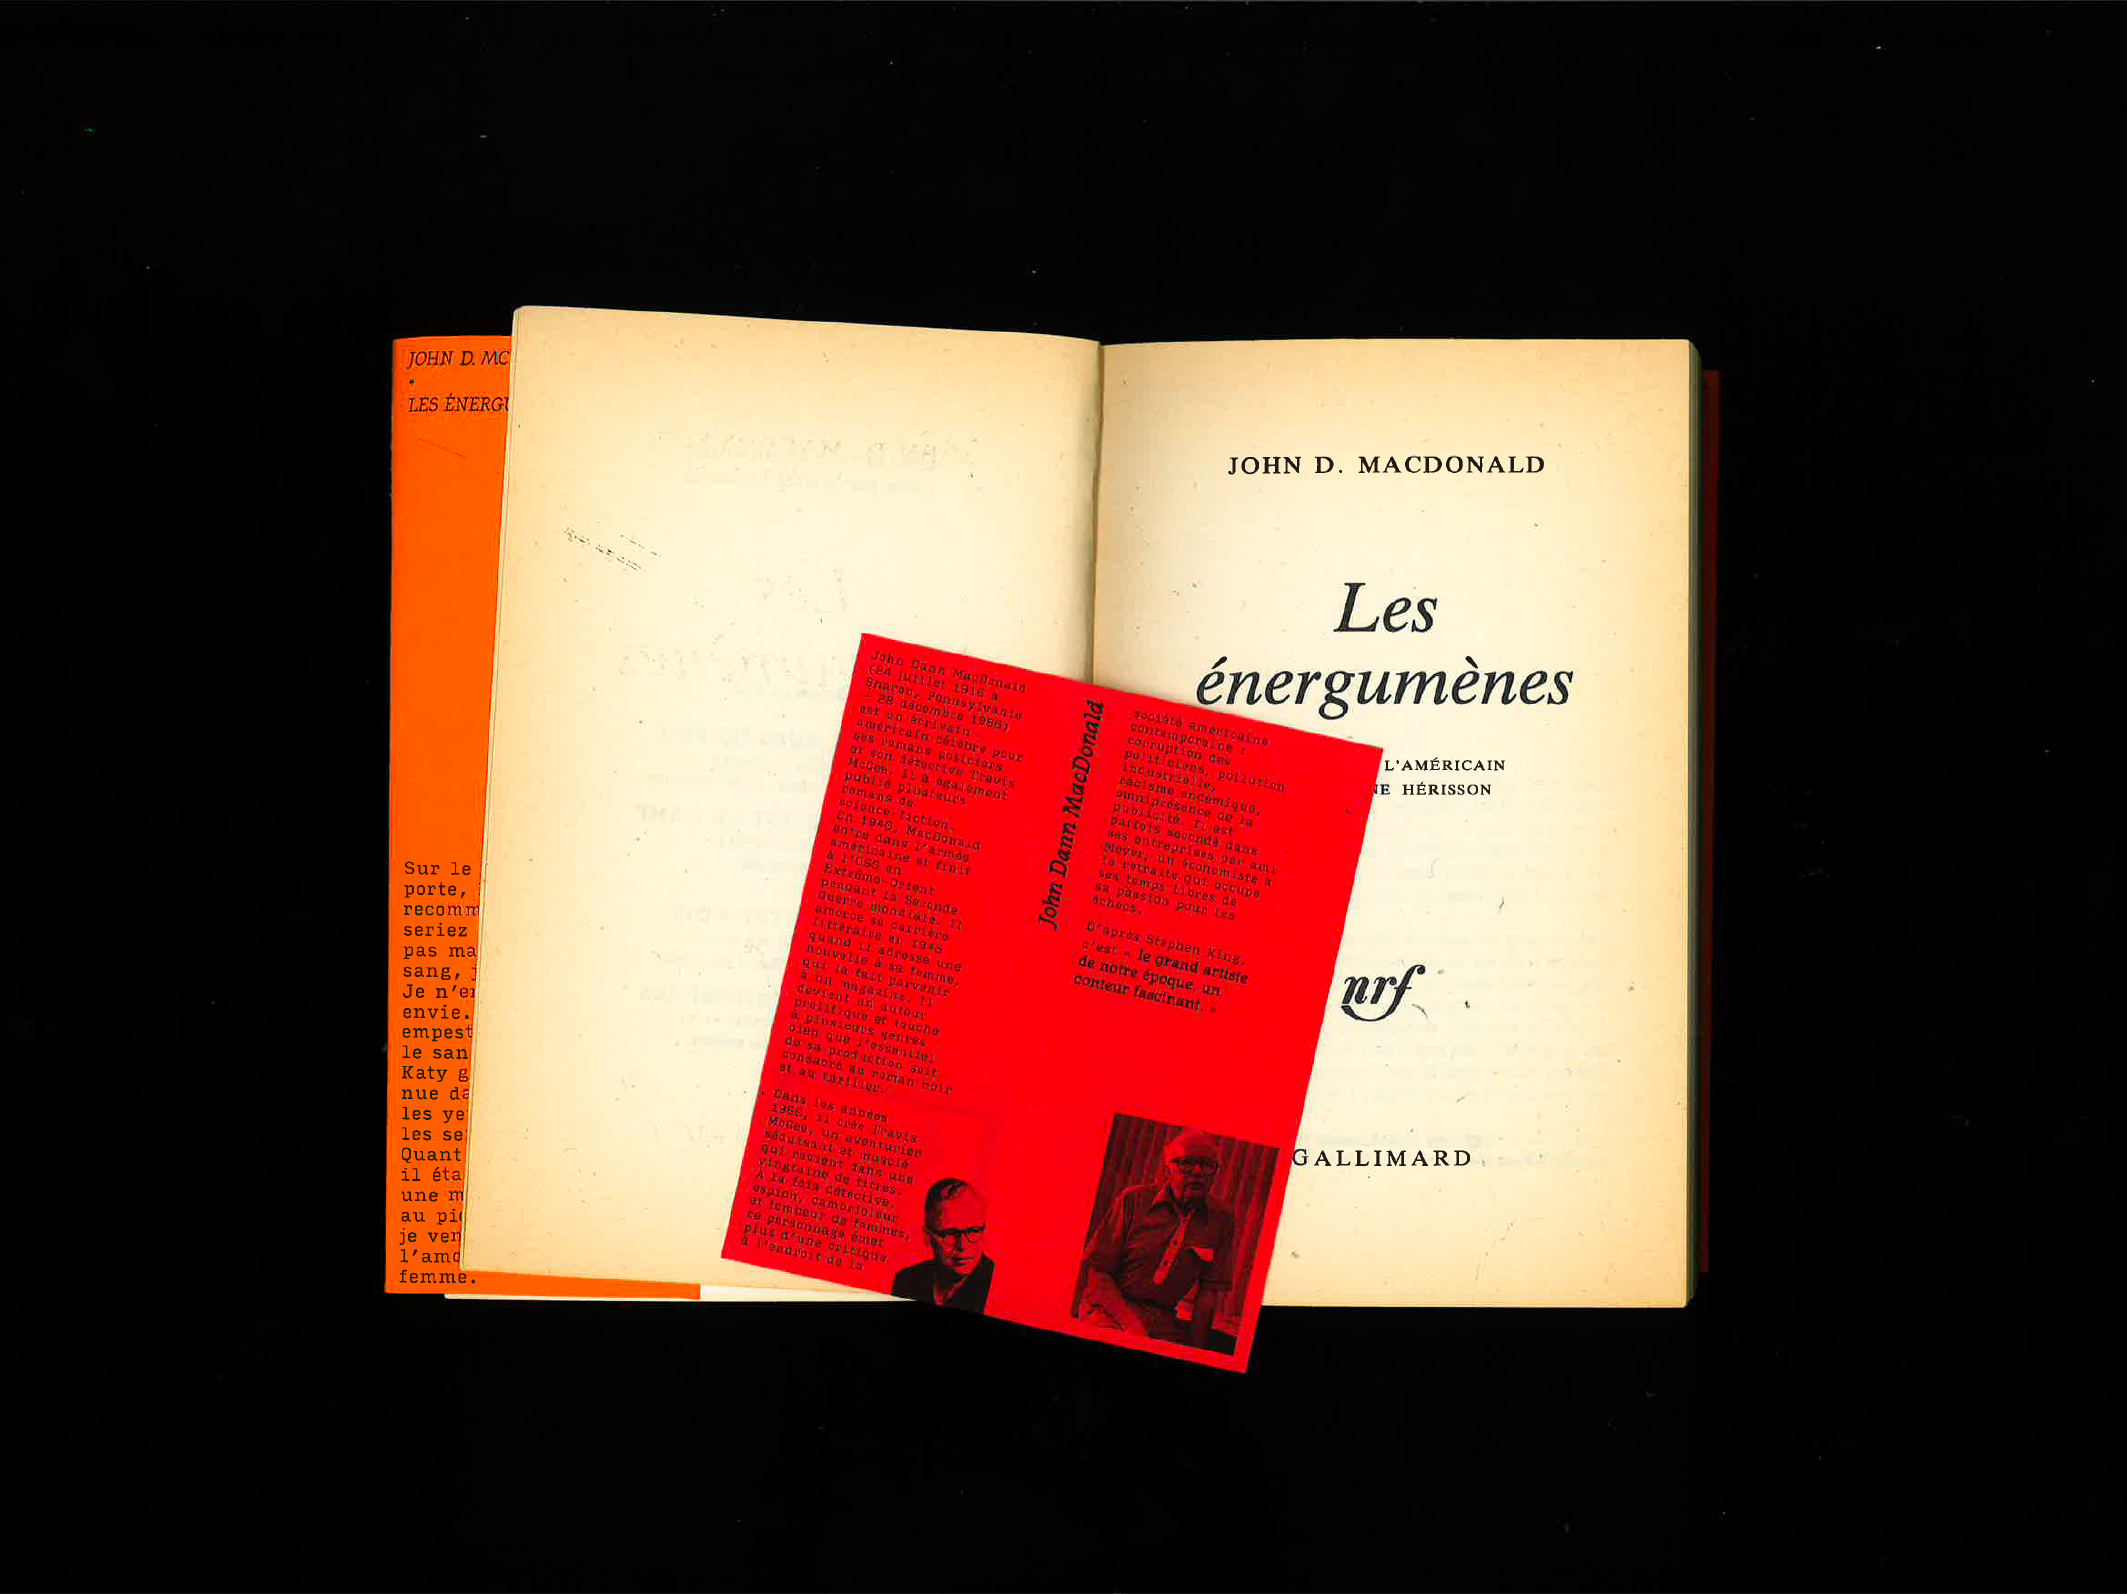 JOHN D. MC
•
LES ÉNERGU
Sur le
porte,
recomm
seriez
pas ma
sang, j
Je n'en
envie.
empest
le san
Katy g
nue da
les ye
les se
Quant
il éta
une m
au pie
je ven
l'amo
femme.
John Dann MacDonald
(24 juillet 1916 à
Sharon, Pennsylvanie
- 28 décembre 1986)
est un écrivain
américain célèbre pour
ses romans policiers
et son détective Travis
McGee. Il a également
publié plusieurs
romans de
science-fiction.
En 1940, MacDonald
entre dans l'armée
américaine et finit
à l'OSS en
Extrême-Orient
pendant la Seconde
Guerre mondiale. Il
amorce sa carrière
littéraire en 1945
quand il adresse une
nouvelle à sa femme,
qui la fait parvenir
à un magazine. Il
devient un auteur
prolifique et touche
à plusieurs genres
bien que l'essentiel
de sa production soit
consacré au roman noir
et au thriller.
Dans les années
1960, il crée Travis
McGee, un aventurier
séduisant et musclé
qui revient dans une
vingtaine de titres.
À la fois détective,
espion, cambrioleur
et tombeur de femmes,
ce personnage émet
plus d'une critique
à l'endroit de la
John Dann MacDonald
société américaine
contemporaine :
corruption des
politiciens, pollution
industrielle,
racisme endémique,
omniprésence de la
publicité. Il est
parfois secondé dans
ses entreprises par ami
Meyer, un économiste à
la retraite qui occupe
ses temps libres de
sa passion pour les
échecs.
D'après Stephen King,
c'est « le grand artiste
de notre époque, un
conteur fascinant. »
JOHN D. MACDONALD
Les
énergumènes
L'AMÉRICAIN
NE HÉRISSON
nrf
GALLIMARD